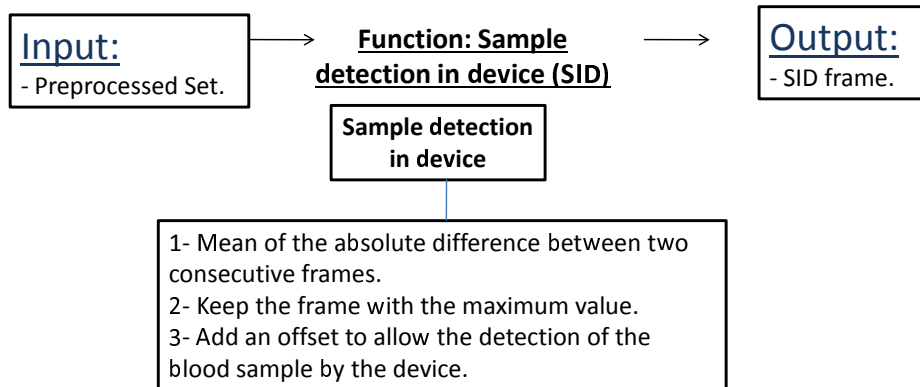 Input:
- Preprocessed Set.
Function: Sample
detection in device (SID)
Output:
- SID frame.
Sample detection
in device
1- Mean of the absolute difference between two
consecutive frames.
2- Keep the frame with the maximum value.
3- Add an offset to allow the detection of the
blood sample by the device.